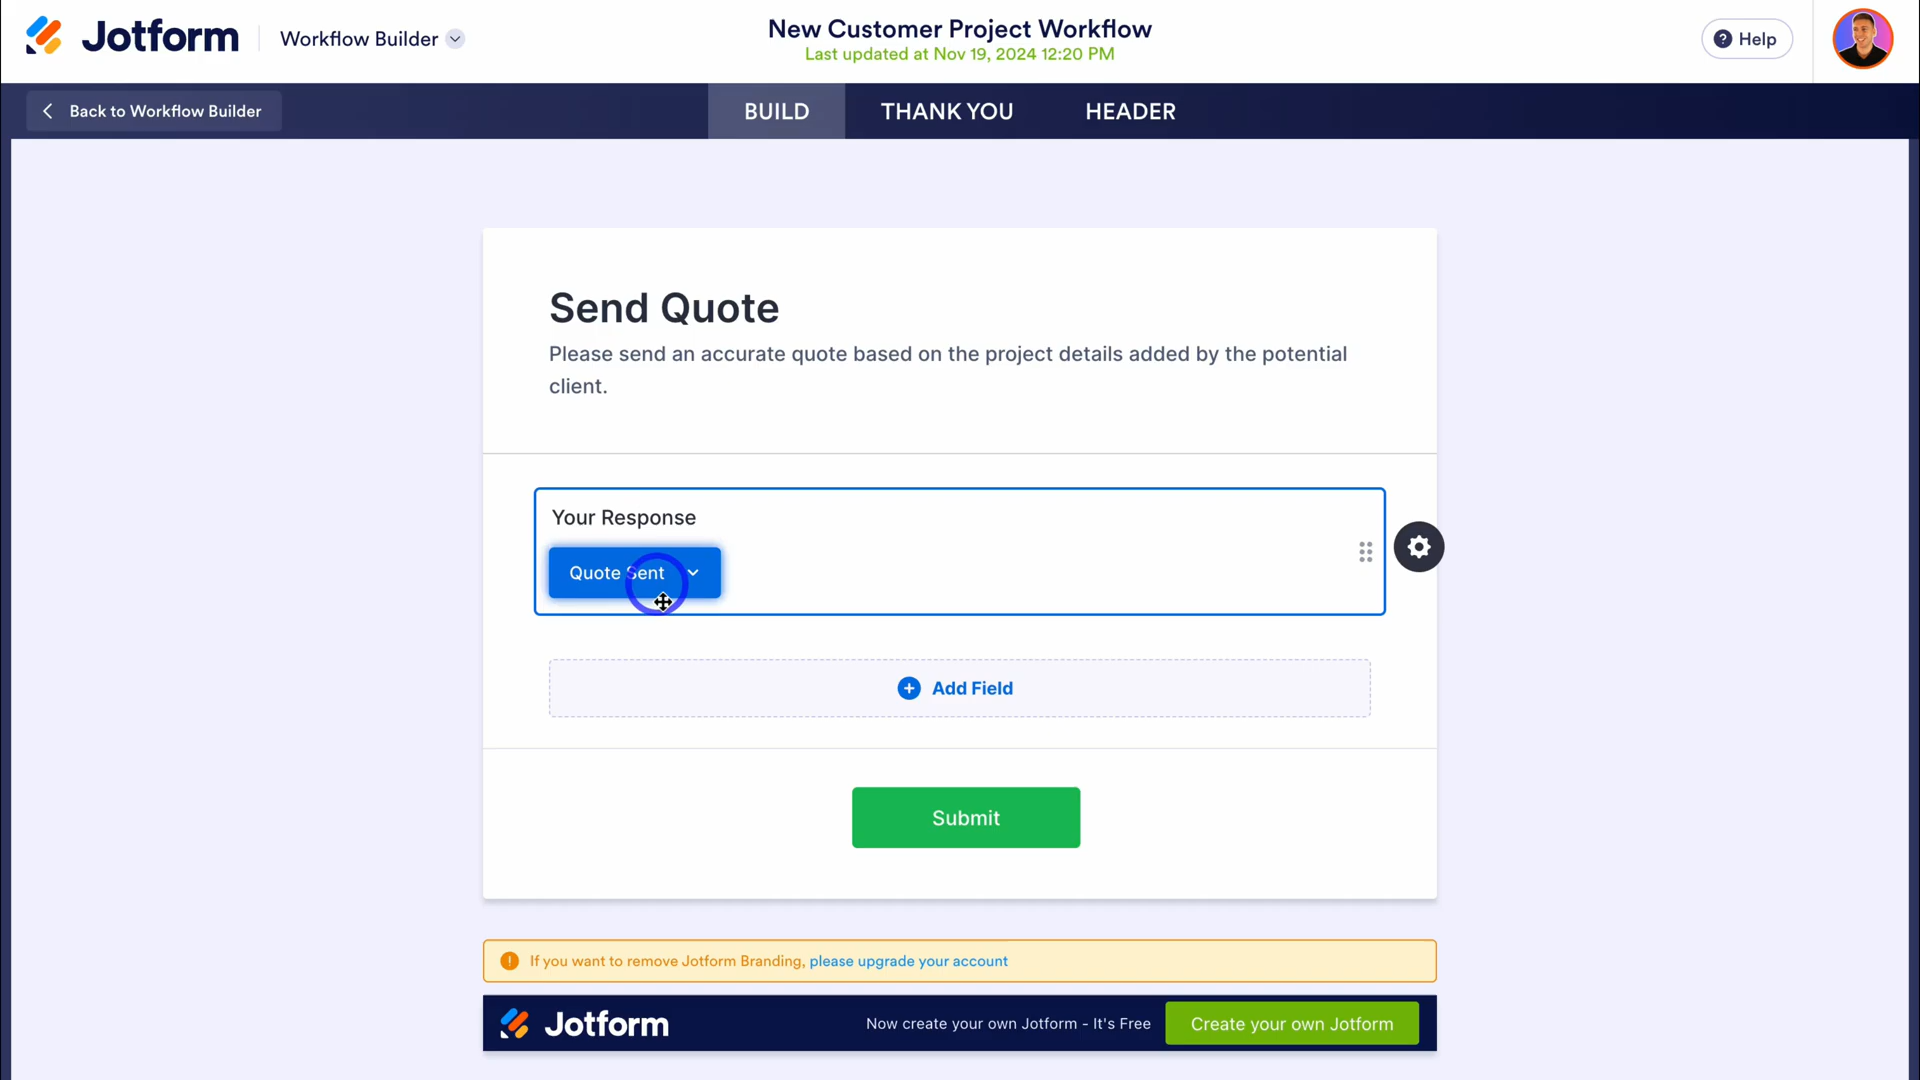 Jotform
Workflow Builder
New Customer Project Workflow
Last updated at Nov 19, 2024 12:20 PM
? Help
Back to Workflow Builder
BUILD
THANK YOU
HEADER
Send Quote
Please send an accurate quote based on the project details added by the potential
client.
Your Response
Quote Sent
Add Field
Submit
If you want to remove Jotform Branding, please upgrade your account
Jotform
Now create your own Jotform - It's Free
Create your own Jotform